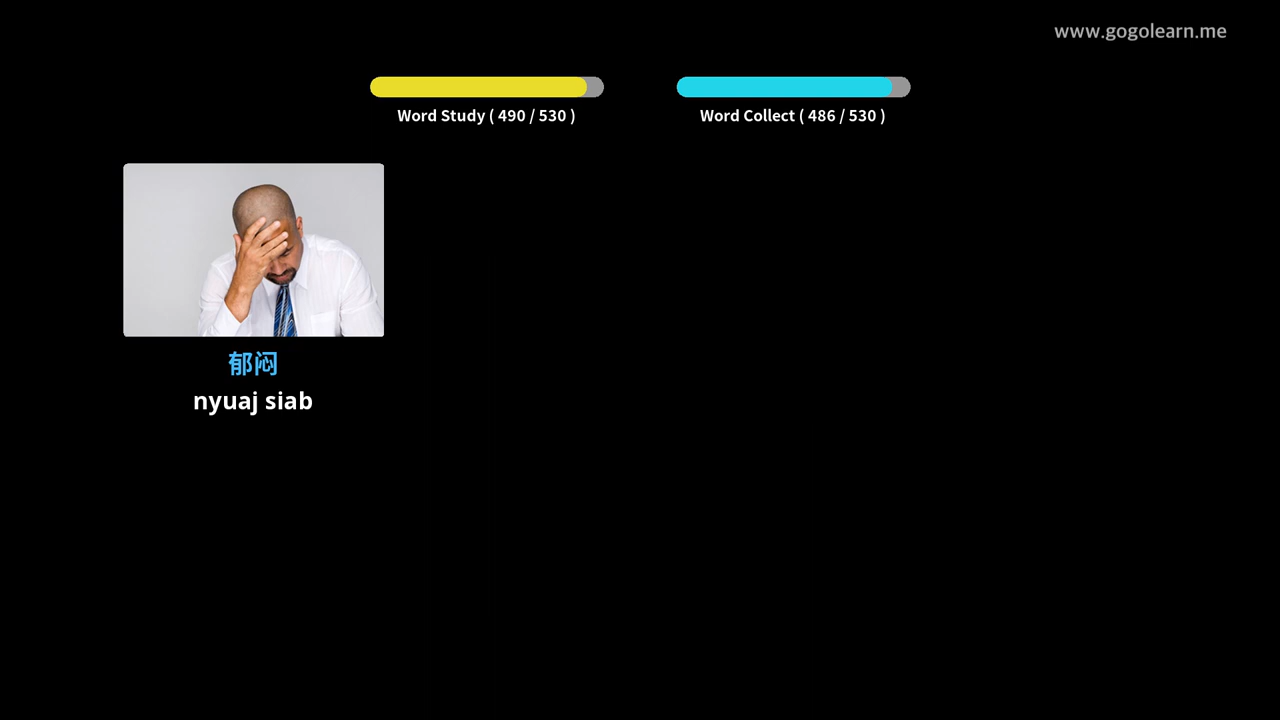 www.gogolearn.me
Word Study ( 490 / 530 )
Word Collect ( 486 / 530 )
郁闷
nyuaj siab